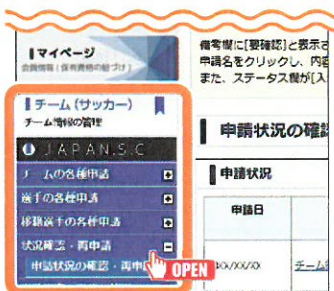 マイページ
会員情報(保有資格の紐づけ)
チーム(サッカー)
チーム情報の管理
JAPAN.S.C
チームの各種申請
選手の各種申請
移籍選手の各種申請
状況確認・再申請
申請状況の確認・再申
OPEN
備考欄に[要確認]と表示さ
申請名をクリックし、内容
また、ステータス欄が[入
申請状況の確認
申請状況
申請日
チーム